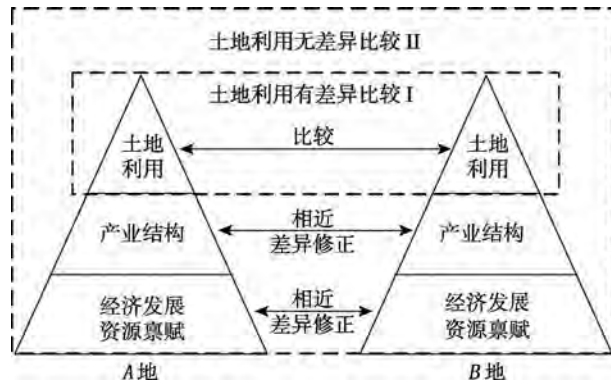 土地利用无差异比较Ⅱ
土地利用有差异比较Ⅰ
土地
利用
比较
土地
利用
产业结构
相近
差异修正
产业结构
经济发展
资源禀赋
相近
差异修正
经济发展
资源禀赋
A地
B地